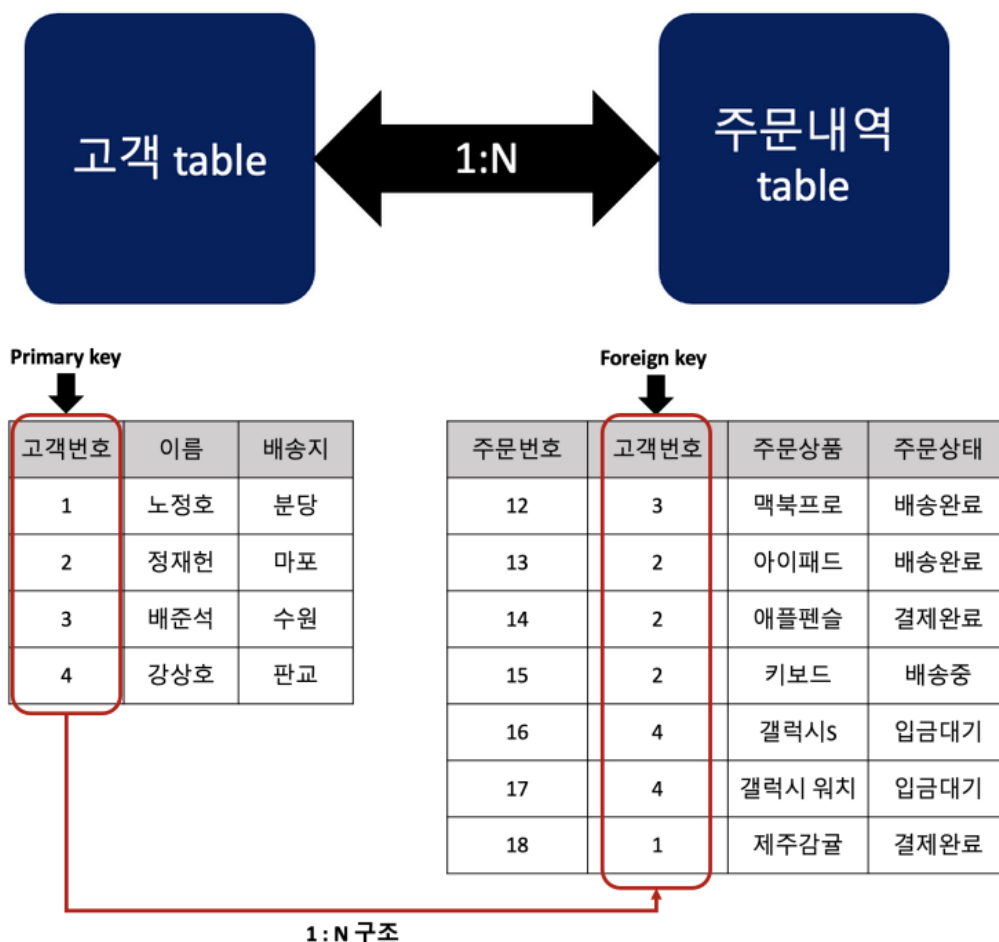 고객 table
1:N
주문내역
table
Primary key
Foreign key
고객번호 이름 배송지
1 노정호 분당
2 정재헌 마포
3 배준석 수원
4 강상호 판교
주문번호 고객번호 주문상품 주문상태
12 3 맥북프로 배송완료
13 2 아이패드 배송완료
14 2 애플펜슬 결제완료
15 2 키보드 배송중
16 4 갤럭시s 입금대기
17 4 갤럭시 워치 입금대기
18 1 제주감귤 결제완료
1 : N 구조